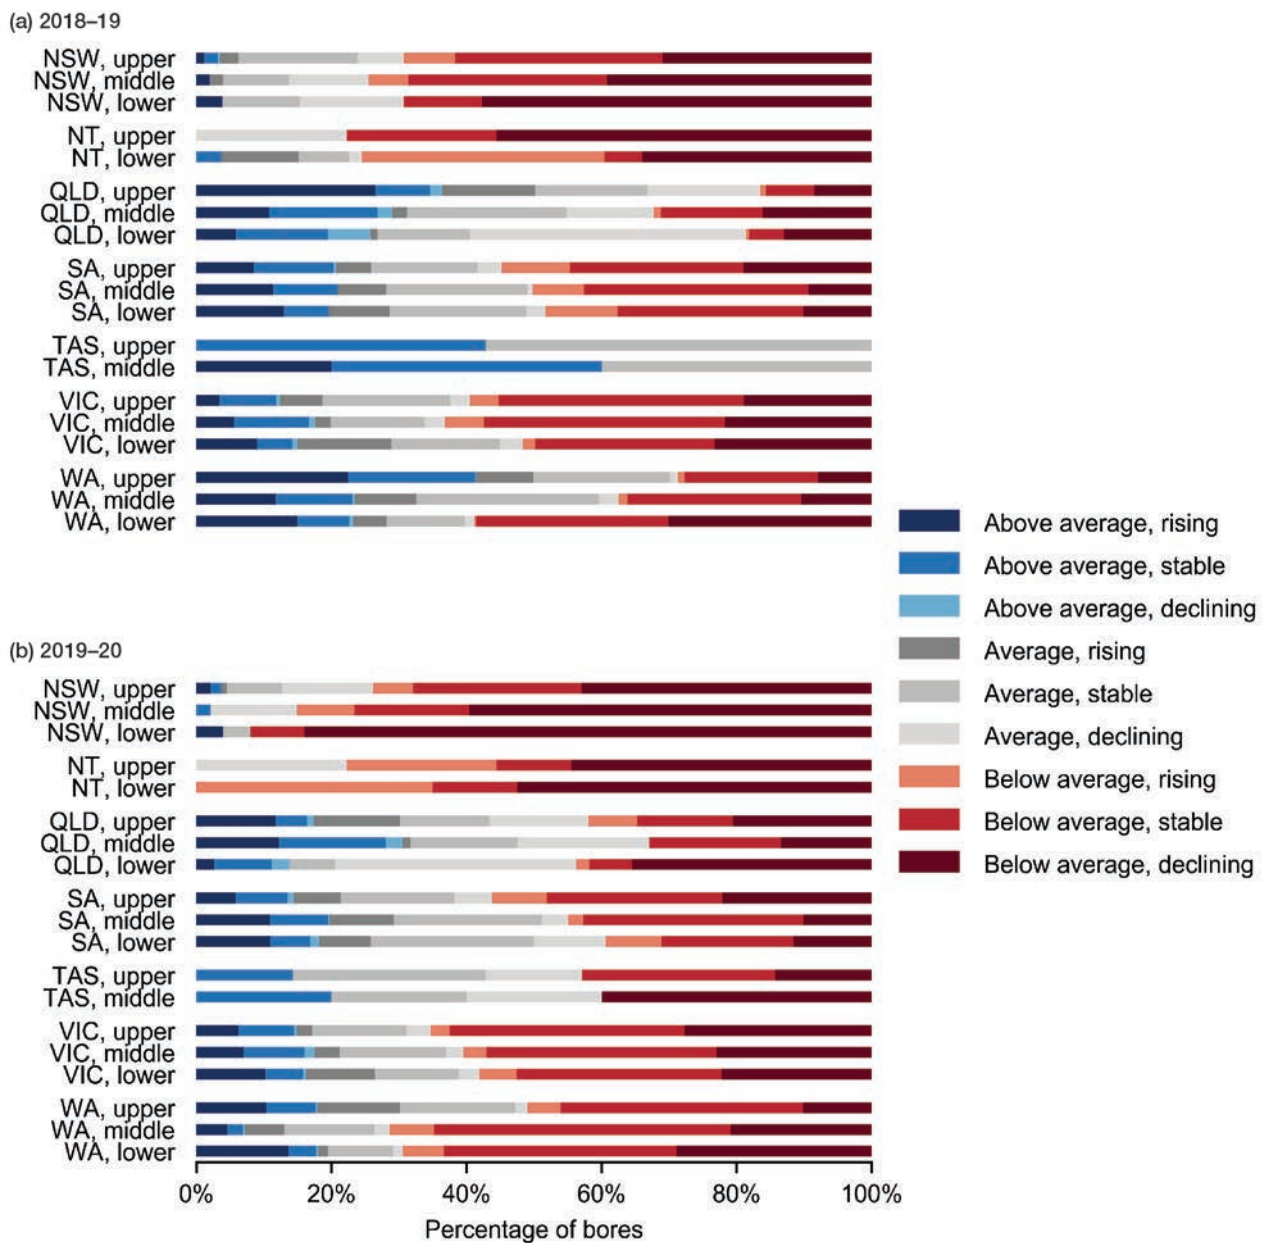 (a) 2018–19
NSW, upper
NSW, middle
NSW, lower
NT, upper
NT, lower
QLD, upper
QLD, middle
QLD, lower
SA, upper
SA, middle
SA, lower
TAS, upper
TAS, middle
VIC, upper
VIC, middle
VIC, lower
WA, upper
WA, middle
WA, lower
Above average, rising
Above average, stable
Above average, declining
Average, rising
Average, stable
Average, declining
Below average, rising
Below average, stable
Below average, declining
(b) 2019–20
NSW, upper
NSW, middle
NSW, lower
NT, upper
NT, lower
QLD, upper
QLD, middle
QLD, lower
SA, upper
SA, middle
SA, lower
TAS, upper
TAS, middle
VIC, upper
VIC, middle
VIC, lower
WA, upper
WA, middle
WA, lower
0% 20% 40% 60% 80% 100%
Percentage of bores